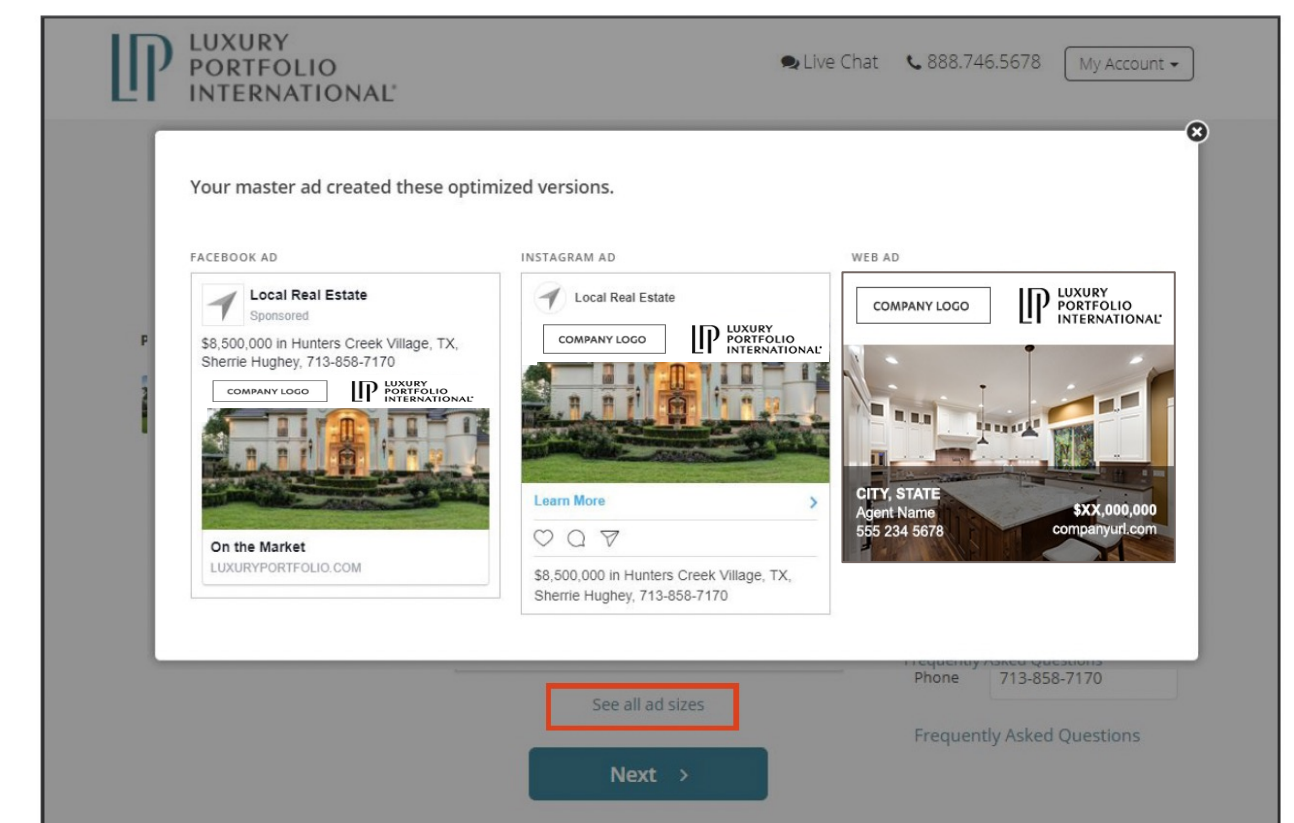 LUXURY
PORTFOLIO
INTERNATIONAL®
Live Chat
888.746.5678
My Account
Your master ad created these optimized versions.
FACEBOOK AD
Local Real Estate
Sponsored
$8,500,000 in Hunters Creek Village, TX,
Sherrie Hughey, 713-858-7170
COMPANY LOGO
LUXURY
PORTFOLIO
INTERNATIONAL®
On the Market
LUXURYPORTFOLIO.COM
INSTAGRAM AD
Local Real Estate
COMPANY LOGO
LUXURY
PORTFOLIO
INTERNATIONAL®
Learn More
$8,500,000 in Hunters Creek Village, TX,
Sherrie Hughey, 713-858-7170
WEB AD
COMPANY LOGO
LUXURY
PORTFOLIO
INTERNATIONAL®
CITY, STATE
Agent Name
555 234 5678
$XX,000,000
companyurl.com
P
Frequently Asked Questions
Phone
713-858-7170
See all ad sizes
Frequently Asked Questions
Next >